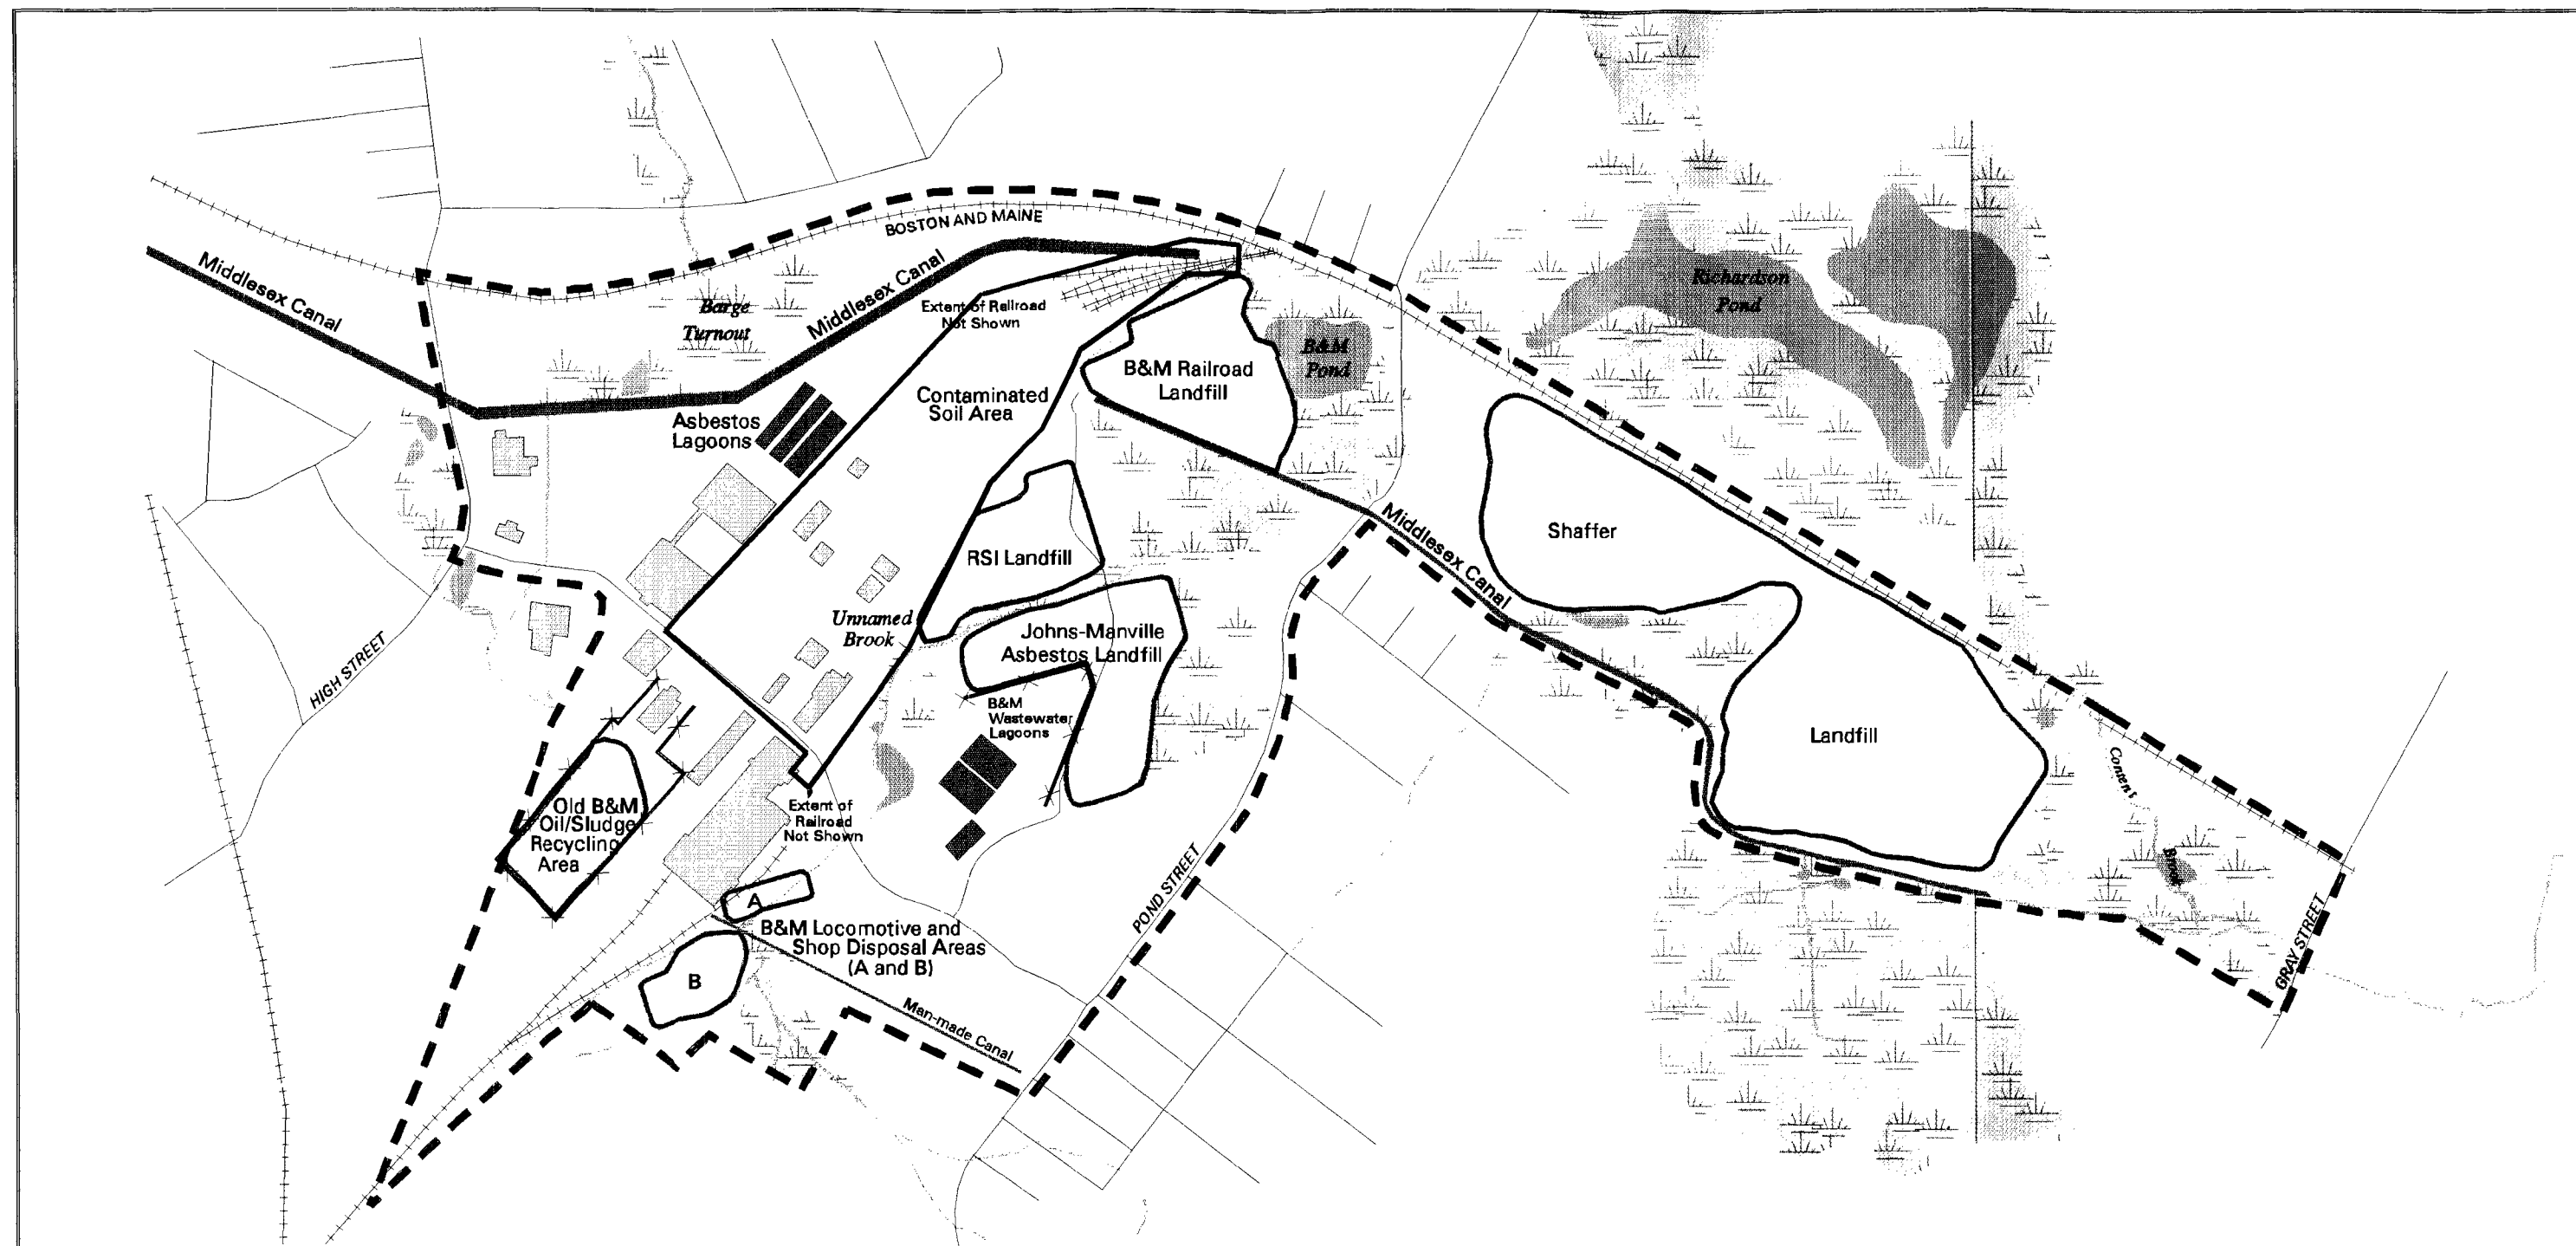 BOSTON AND MAINE
Middlesex Canal
Middlesex Canal
Barge
Turnout
Extent of Railroad
Not Shown
Richardson
Pond
B&M
Pond
B&M Railroad
Landfill
Contaminated
Soil Area
Asbestos
Lagoons
Middlesex Canal
Shaffer
RSI Landfill
Unnamed
Brook
Johns-Manville
Asbestos Landfill
HIGH STREET
B&M
Wastewater
Lagoons
Landfill
Content
Brook
Old B&M
Oil/Sludge
Recycling
Area
Extent of
Railroad
Not Shown
POND STREET
A
B&M Locomotive and
Shop Disposal Areas
(A and B)
B
GRAY STREET
Man-made Canal